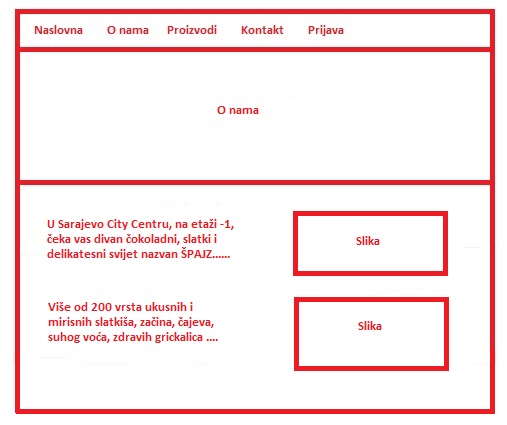 Naslovna O nama Proizvodi Kontakt Prijava
O nama
U Sarajevo City Centru, na etaži -1,
čeka vas divan čokoladni, slatki i
delikatesni svijet nazvan ŠPAJZ......
Slika
Više od 200 vrsta ukusnih i
mirisnih slatkiša, začina, čajeva,
suhog voća, zdravih grickalica ....
Slika